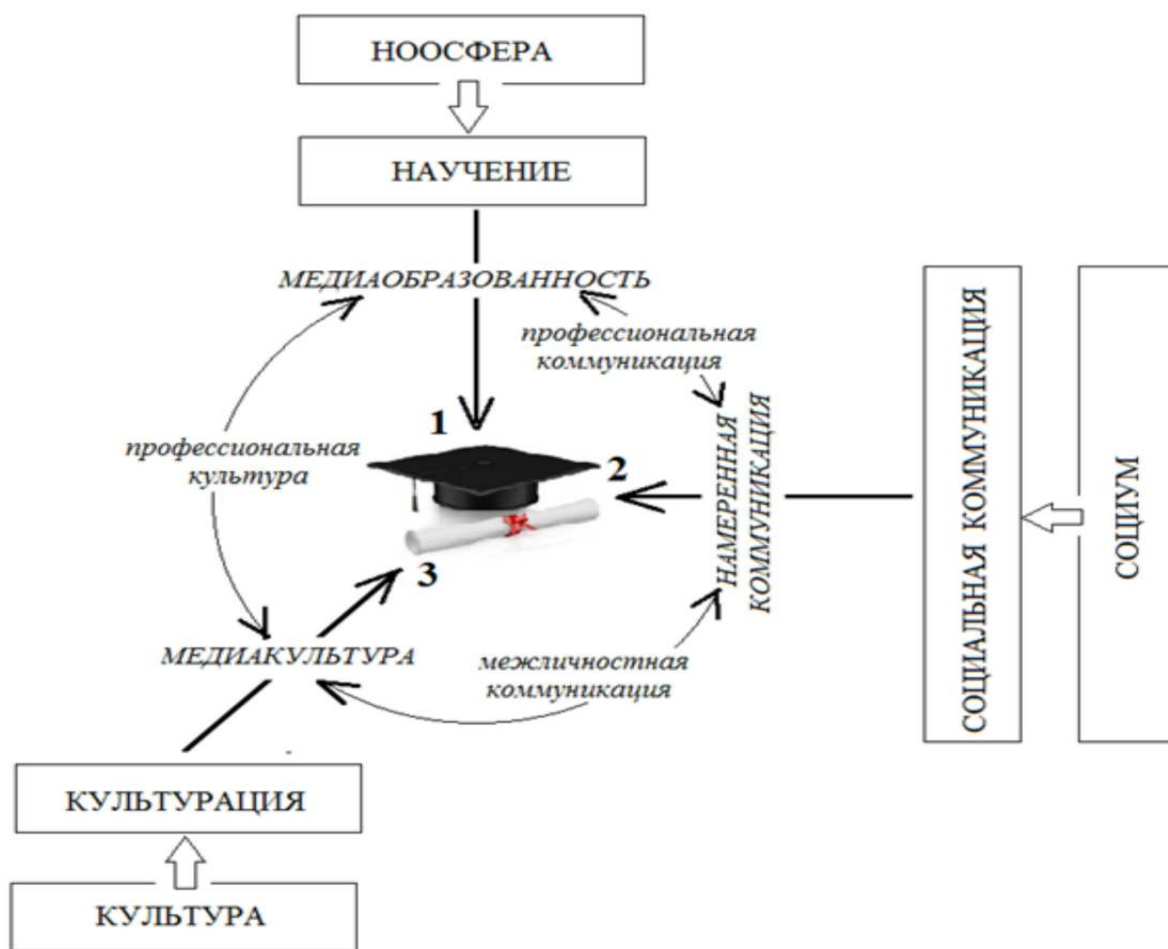 НООСФЕРА
НАУЧЕНИЕ
МЕДИАОБРАЗОВАННОСТЬ
профессиональная
коммуникация
1
профессиональная
культура
2
НАМЕРЕННАЯ
КОММУНИКАЦИЯ
СОЦИАЛЬНАЯ КОММУНИКАЦИЯ
СОЦИУМ
3
МЕДИАКУЛЬТУРА
межличностная
коммуникация
КУЛЬТУРАЦИЯ
КУЛЬТУРА